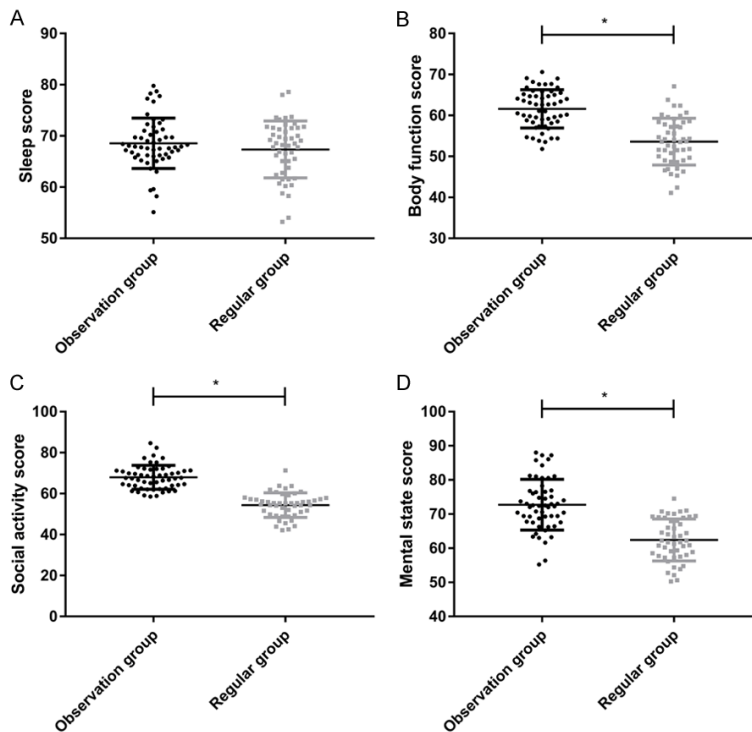 A
Sleep score
90
80
70
60
50
Observation group
Regular group
B
*
Body function score
80
70
60
50
40
30
Observation group
Regular group
C
*
Social activity score
100
80
60
40
20
0
Observation group
Regular group
D
*
Mental state score
100
90
80
70
60
50
40
Observation group
Regular group